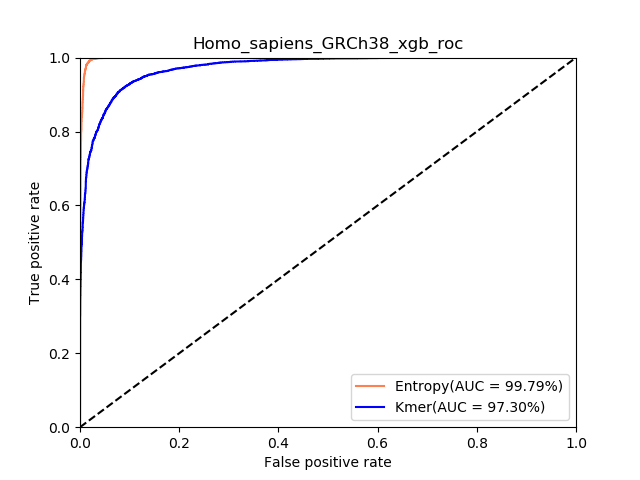 Homo_sapiens_GRCh38_xgb_roc
True positive rate
1.0
0.8
0.6
0.4
0.2
0.0
0.0 0.2 0.4 0.6 0.8 1.0
False positive rate
Entropy(AUC = 99.79%)
Kmer(AUC = 97.30%)